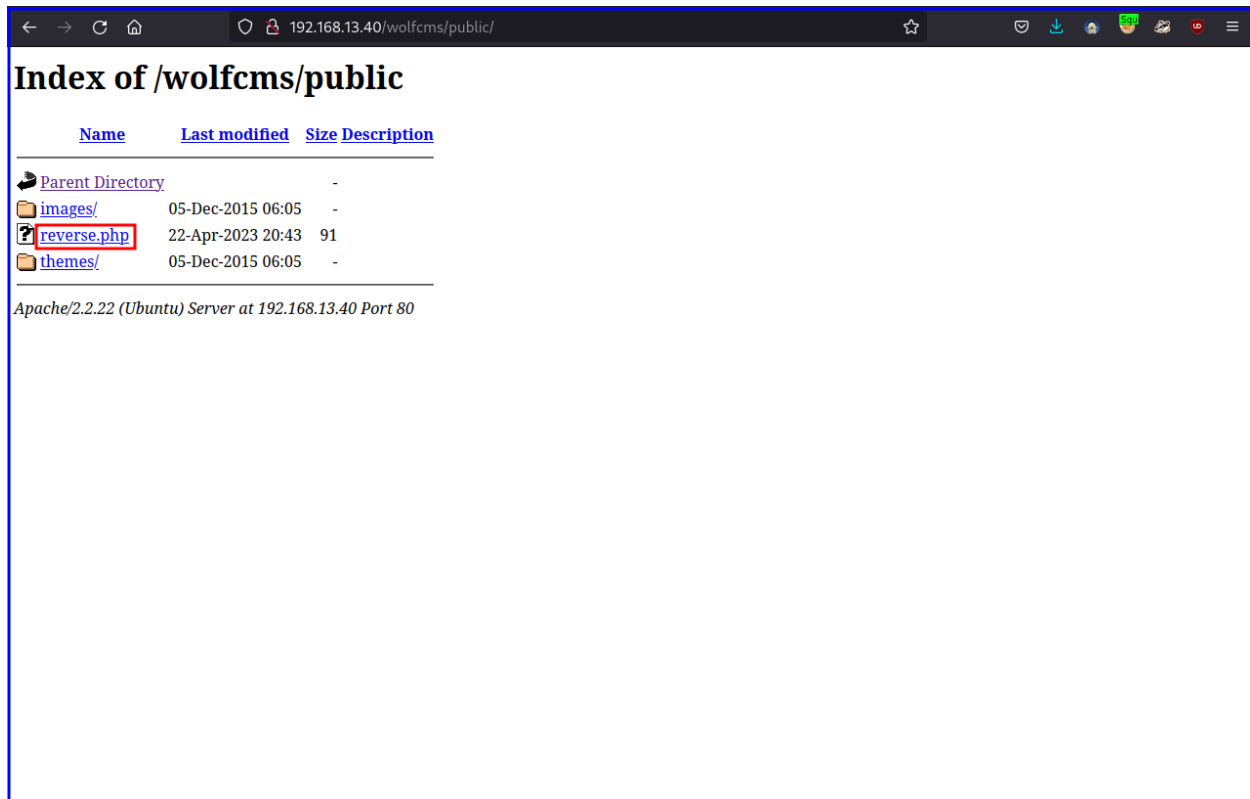 192.168.13.40/wolfcms/public/
Squ
Index of /wolfcms/public
Name Last modified Size Description
Parent Directory -
images/ 05-Dec-2015 06:05 -
reverse.php 22-Apr-2023 20:43 91
themes/ 05-Dec-2015 06:05 -
Apache/2.2.22 (Ubuntu) Server at 192.168.13.40 Port 80